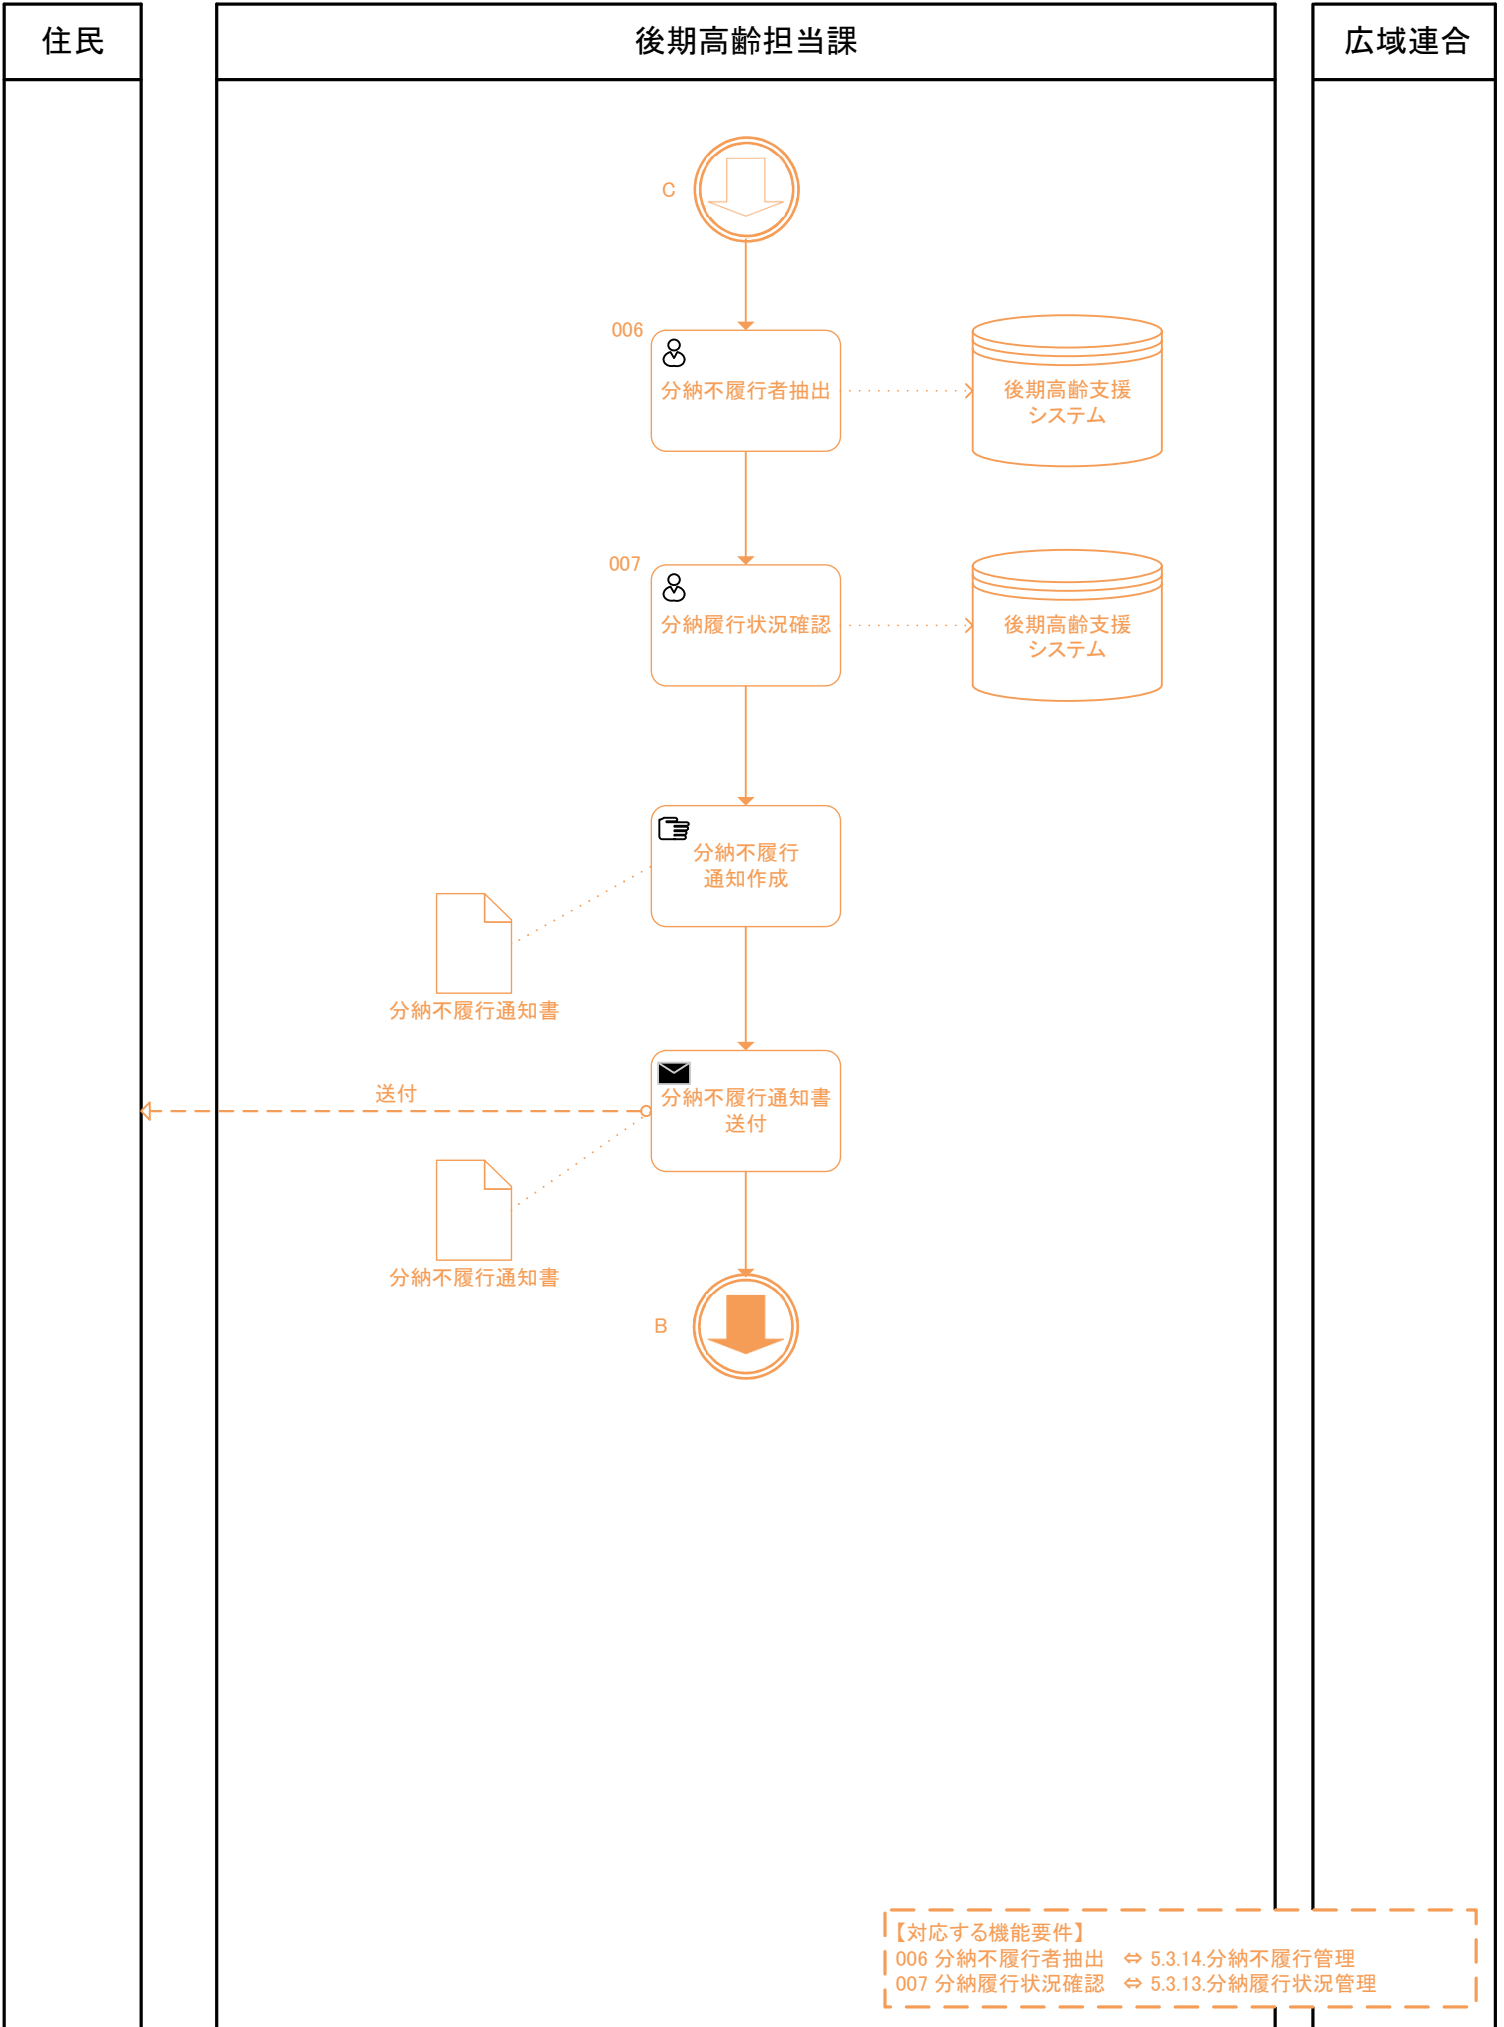 住民
後期高齢担当課
広域連合
C
006
分納不履行者抽出
後期高齢支援
システム
007
分納履行状況確認
後期高齢支援
システム
分納不履行
通知作成
分納不履行通知書
送付
分納不履行通知書
送付
分納不履行通知書
B
【対応する機能要件】
006 分納不履行者抽出 ⇔ 5.3.14.分納不履行管理
007 分納履行状況確認 ⇔ 5.3.13.分納履行状況管理